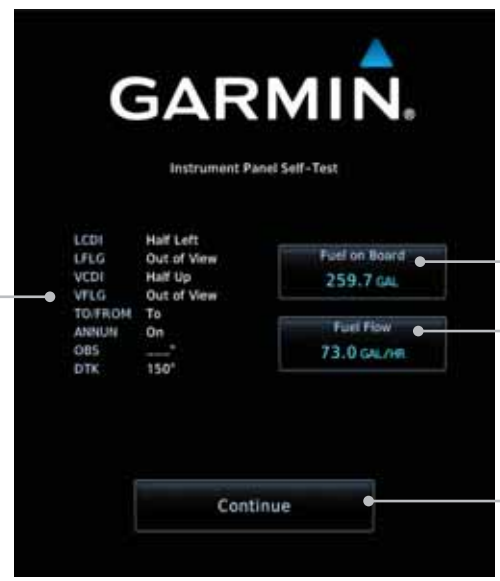 GARMIN®
Instrument Panel Self-Test
LCDI Half Left
LFLG Out of View
VCDI Half Up
VFLG Out of View
TO/FROM To
ANNUN On
OBS ___°
DTK 150°
Fuel on Board
259.7 GAL
Fuel Flow
73.0 GAL/HR
Continue